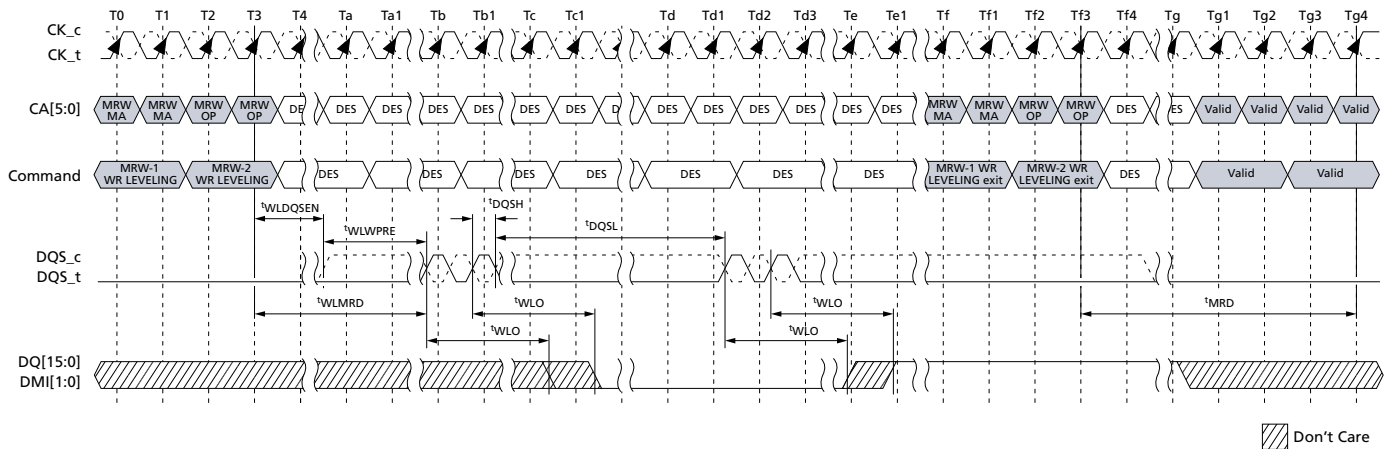 T0 T1 T2 T3 T4 Ta Ta1 Tb Tb1 Tc Tc1 Td Td1 Td2 Td3 Te Te1 Tf Tf1 Tf2 Tf3 Tf4 Tg Tg1 Tg2 Tg3 Tg4
CK_c
CK_t
CA[5:0]
MRW MA
MRW MA
MRW OP
MRW OP
DES DES DES DES DES DES DES DES DES DES DES DES DES
MRW MA
MRW MA
MRW OP
MRW OP
DES ES Valid Valid Valid Valid
Command
MRW-1
WR LEVELING
MRW-2
WR LEVELING
DES DES DES DES DES DES DES DES
MRW-1 WR
LEVELING exit
MRW-2 WR
LEVELING exit
DES Valid Valid
tWLDQSEN
tDQSH
tWLWPRE
tDQSL
DQS_c
DQS_t
tWLMRD
tWLO
tWLO
tMRD
tWLO
tWLO
DQ[15:0]
DMI[1:0]
Don't Care